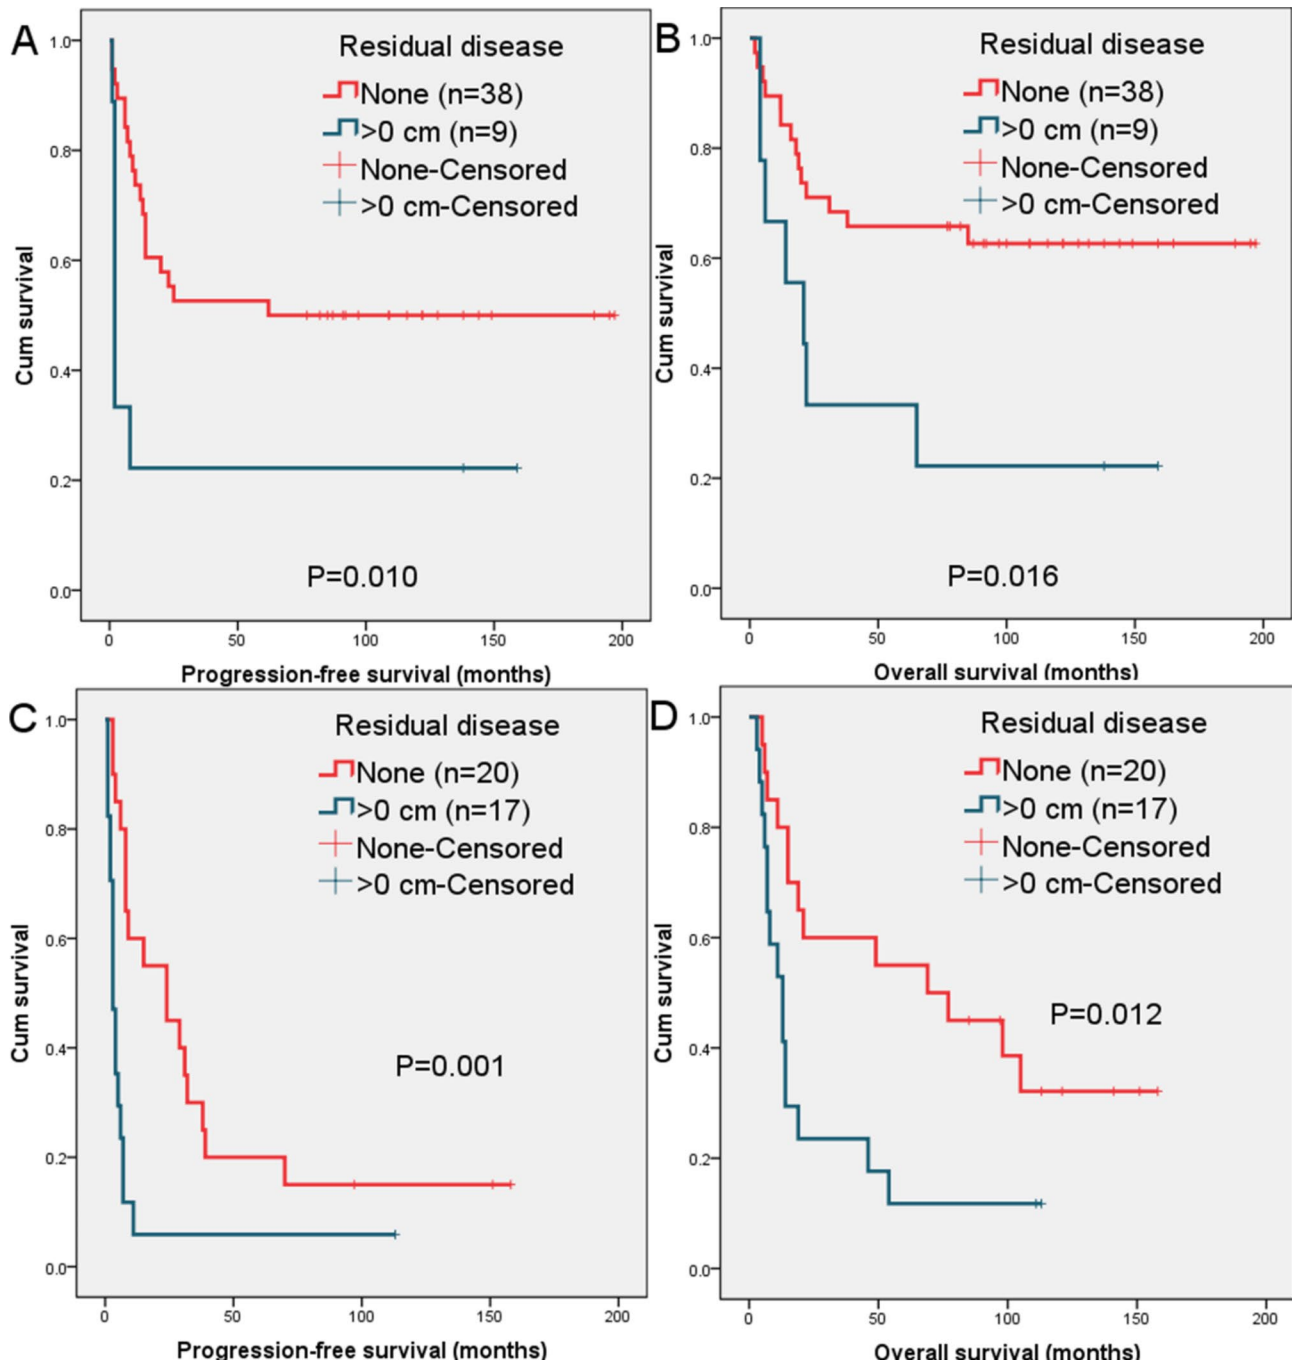 A
Residual disease
None (n=38)
>0 cm (n=9)
None-Censored
>0 cm-Censored
1.0
0.8
0.6
0.4
0.2
0.0
Cum survival
P=0.010
0 50 100 150 200
Progression-free survival (months)
B
Residual disease
None (n=38)
>0 cm (n=9)
None-Censored
>0 cm-Censored
1.0
0.8
0.6
0.4
0.2
0.0
Cum survival
P=0.016
0 50 100 150 200
Overall survival (months)
C
Residual disease
None (n=20)
>0 cm (n=17)
None-Censored
>0 cm-Censored
1.0
0.8
0.6
0.4
0.2
0.0
Cum survival
P=0.001
0 50 100 150 200
Progression-free survival (months)
D
Residual disease
None (n=20)
>0 cm (n=17)
None-Censored
>0 cm-Censored
1.0
0.8
0.6
0.4
0.2
0.0
Cum survival
P=0.012
0 50 100 150 200
Overall survival (months)